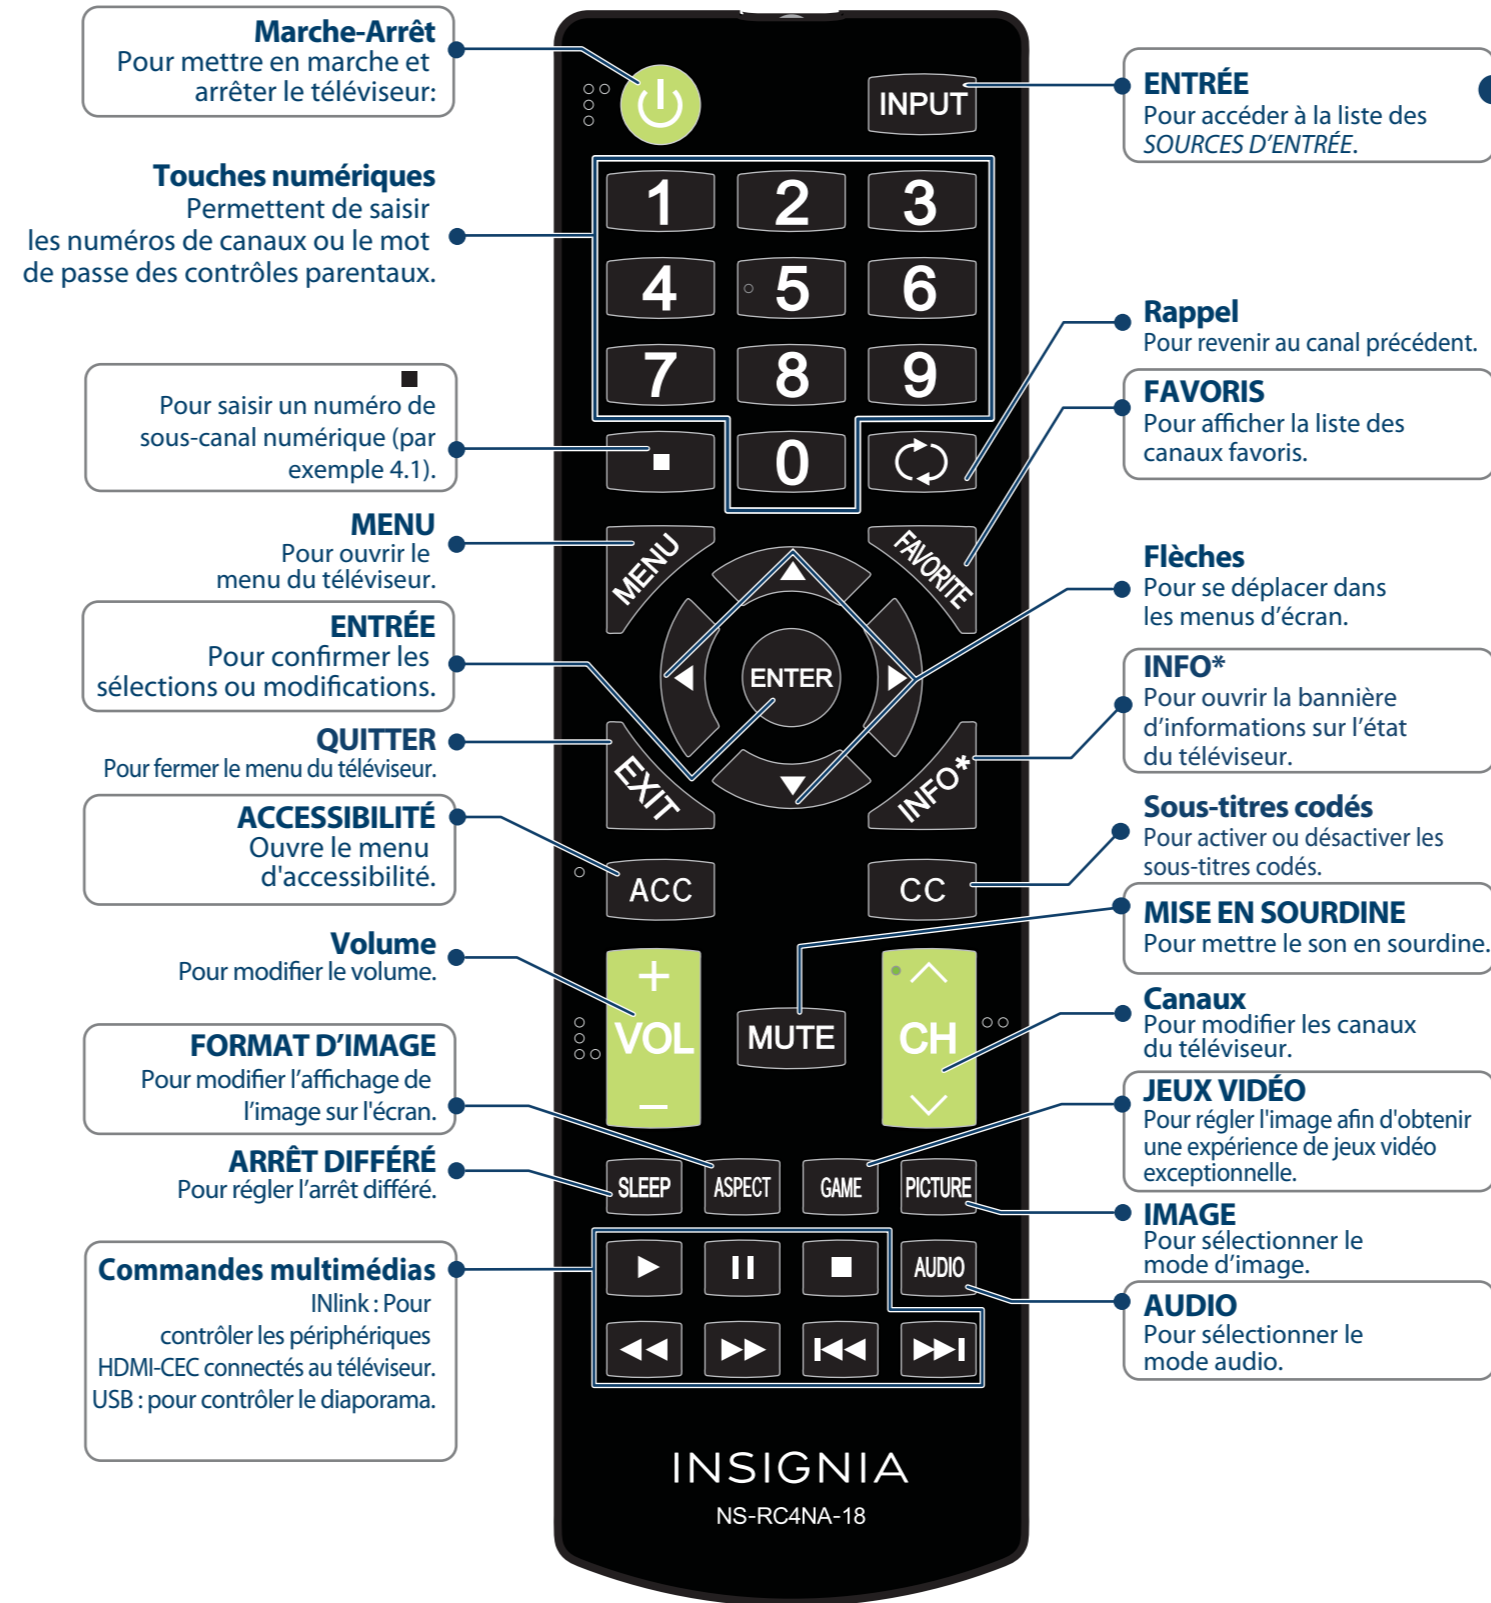 Marche-Arrêt
Pour mettre en marche et
arrêter le téléviseur:
Touches numériques
Permettent de saisir
les numéros de canaux ou le mot
de passe des contrôles parentaux.
■
Pour saisir un numéro de
sous-canal numérique (par
exemple 4.1).
MENU
Pour ouvrir le
menu du téléviseur.
ENTRÉE
Pour confirmer les
sélections ou modifications.
QUITTER
Pour fermer le menu du téléviseur.
ACCESSIBILITÉ
Ouvre le menu
d'accessibilité.
Volume
Pour modifier le volume.
FORMAT D’IMAGE
Pour modifier l’affichage de
l’image sur l'écran.
ARRÊT DIFFÉRÉ
Pour régler l’arrêt différé.
Commandes multimédias
INlink : Pour
contrôler les périphériques
HDMI-CEC connectés au téléviseur.
USB : pour contrôler le diaporama.
INPUT
1 2 3
4 5 6
7 8 9
0
MENU
FAVORITE
ENTER
EXIT
INFO*
ACC
CC
+
VOL
–
MUTE
CH
SLEEP
ASPECT
GAME
PICTURE
AUDIO
INSIGNIA
NS-RC4NA-18
ENTRÉE
Pour accéder à la liste des
SOURCES D’ENTRÉE.
Rappel
Pour revenir au canal précédent.
FAVORIS
Pour afficher la liste des
canaux favoris.
Flèches
Pour se déplacer dans
les menus d’écran.
INFO*
Pour ouvrir la bannière
d’informations sur l’état
du téléviseur.
Sous-titres codés
Pour activer ou désactiver les
sous-titres codés.
MISE EN SOURDINE
Pour mettre le son en sourdine.
Canaux
Pour modifier les canaux
du téléviseur.
JEUX VIDÉO
Pour régler l'image afin d'obtenir
une expérience de jeux vidéo
exceptionnelle.
IMAGE
Pour sélectionner le
mode d’image.
AUDIO
Pour sélectionner le
mode audio.